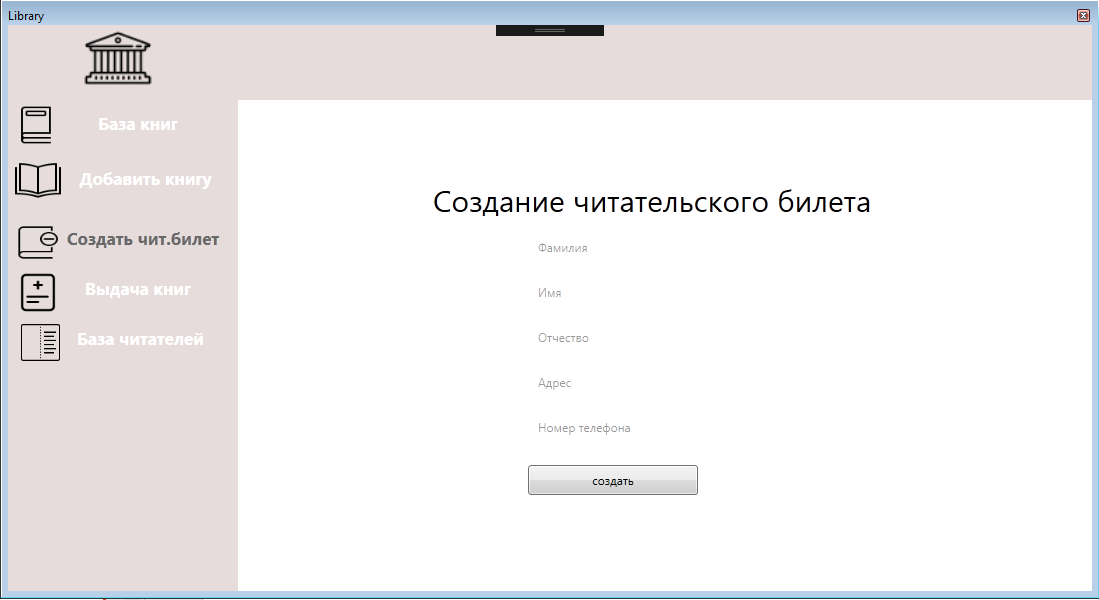 Library
База книг
Добавить книгу
Создать чит.билет
Выдача книг
База читателей
Создание читательского билета
Фамилия
Имя
Отчество
Адрес
Номер телефона
создать